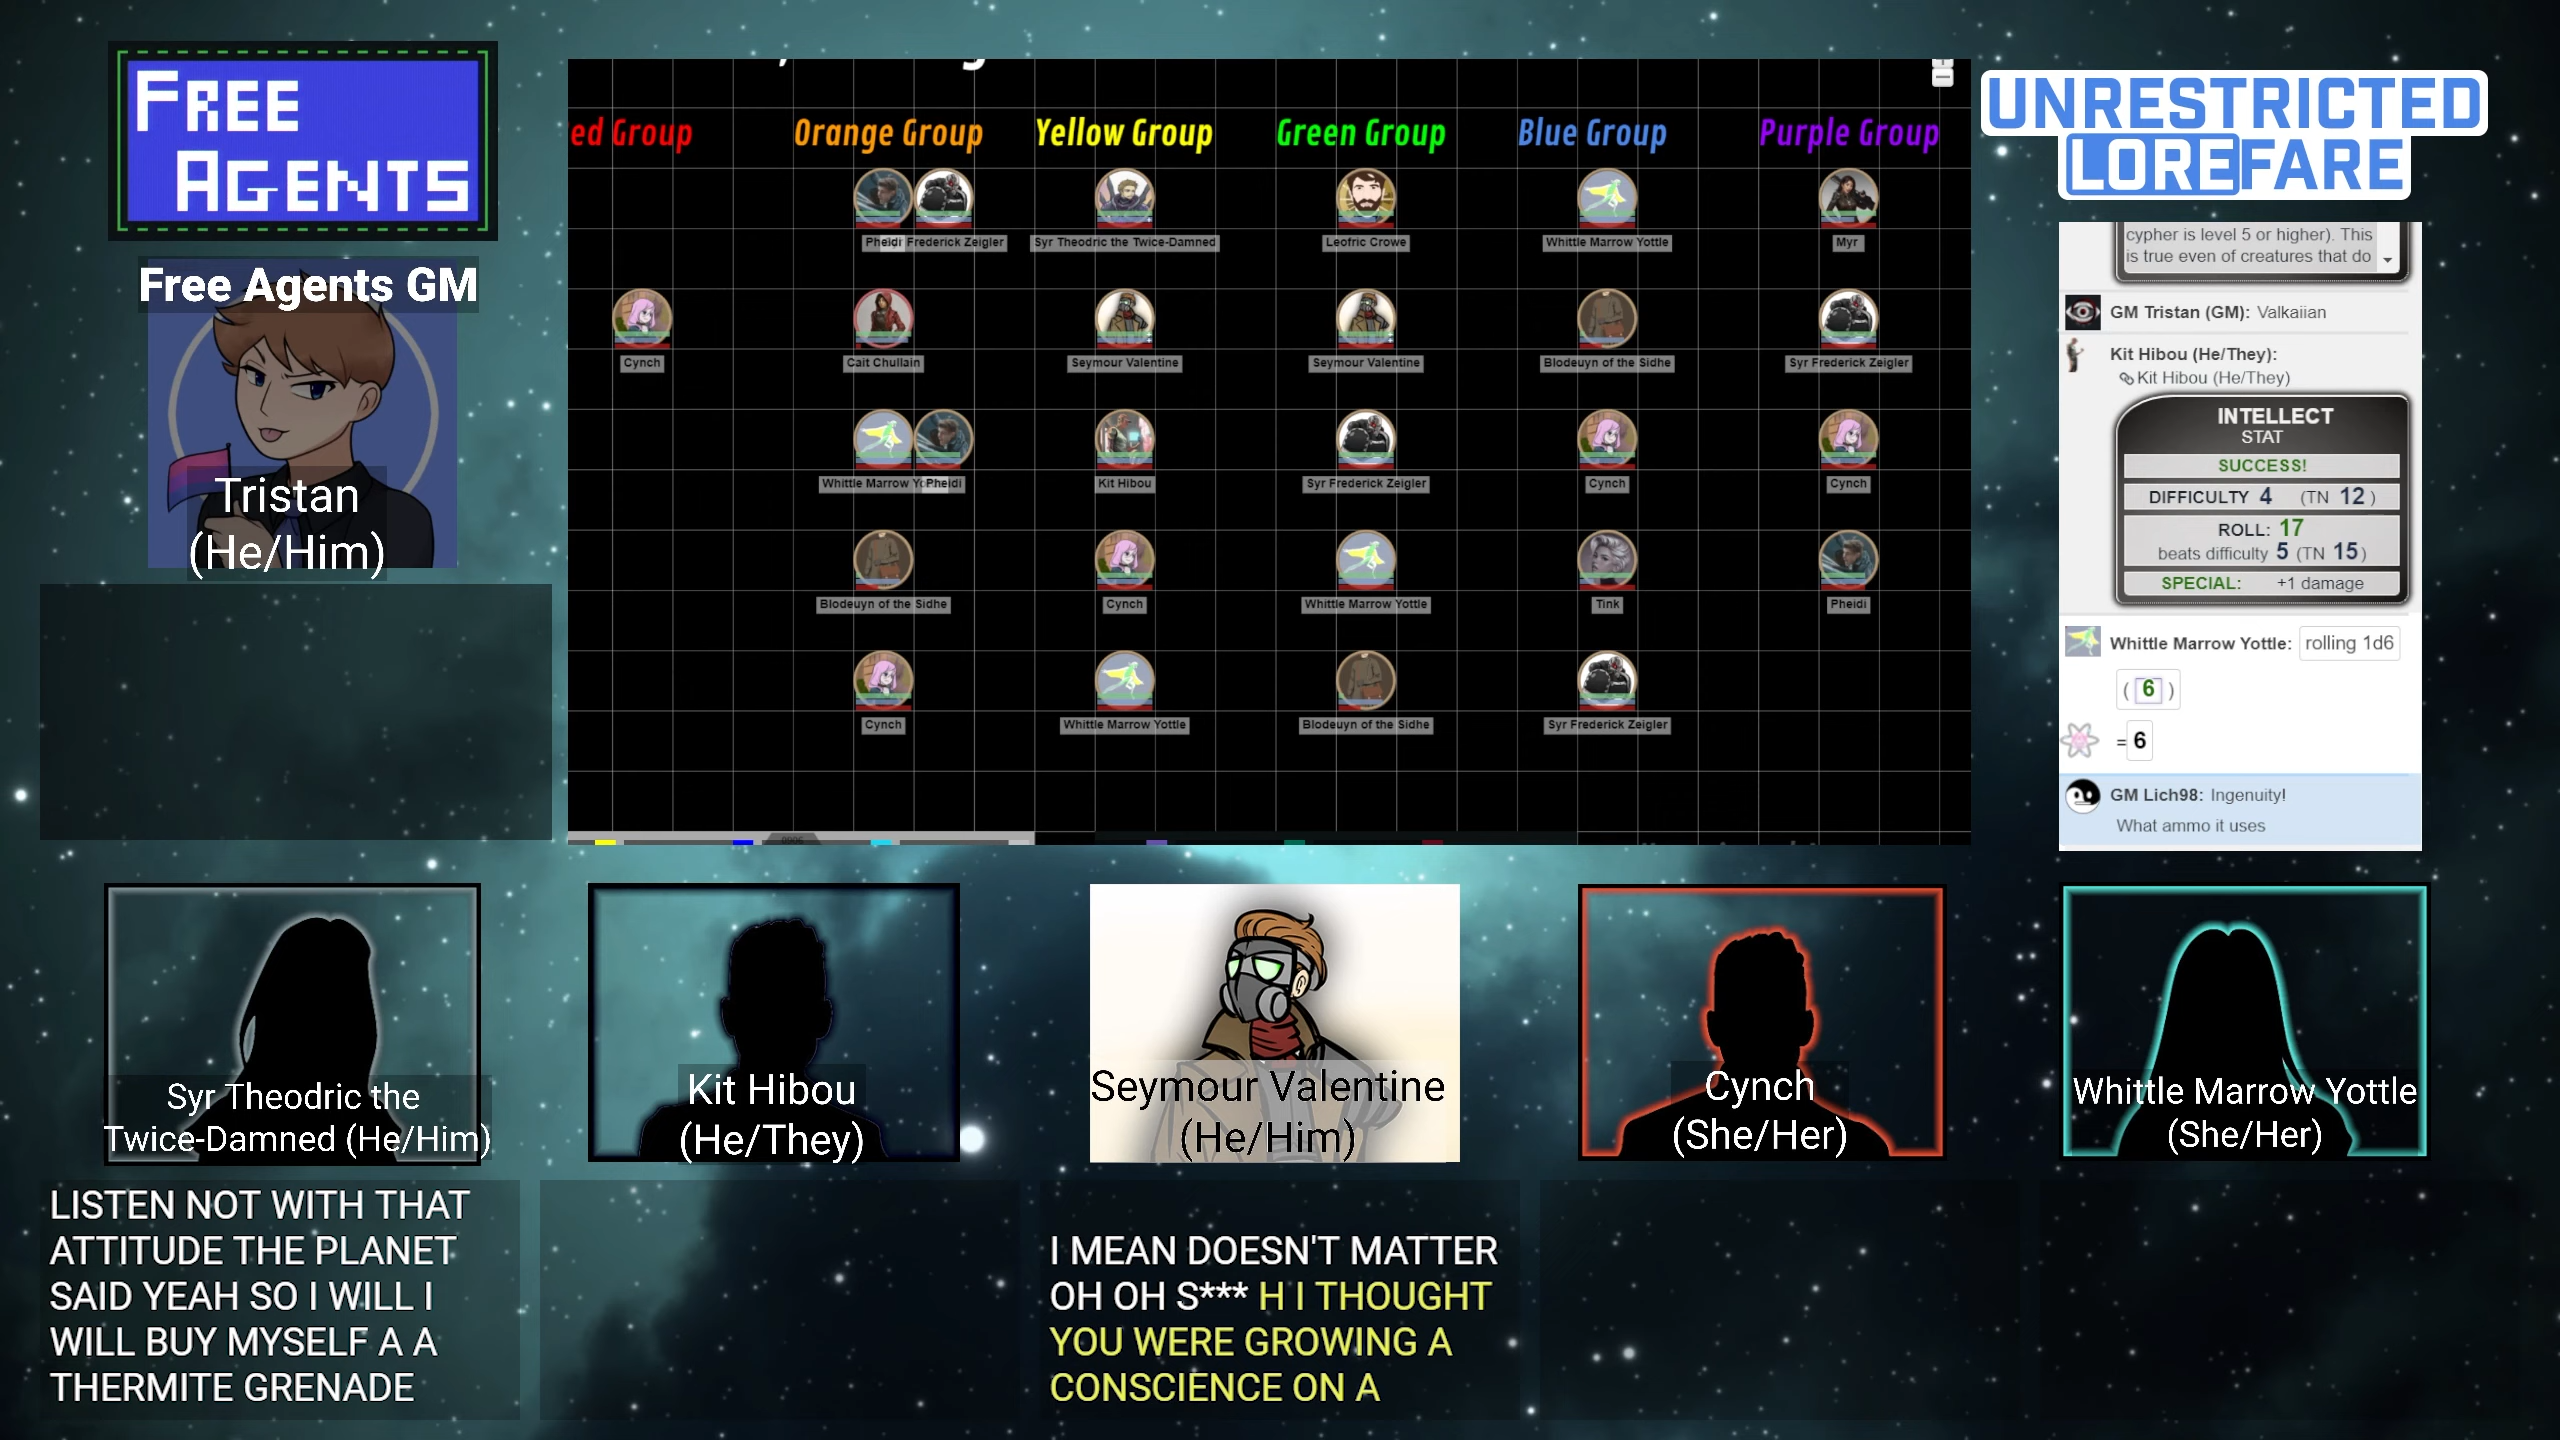 FREE
AGENTS
Free Agents GM
Tristan
(He/Him)
ed Group
Orange Group
Yellow Group
Green Group
Blue Group
Purple Group
Pheidi Frederick Zeigler
Syr Theodric the Twice-Damned
Leofric Crowe
Whittle Marrow Yottle
Myr
Cynch
Cait Chullain
Seymour Valentine
Seymour Valentine
Blodeuyn of the Sidhe
Syr Frederick Zeigler
Whittle Marrow Yo Pheidi
Kit Hibou
Syr Frederick Zeigler
Cynch
Cynch
Blodeuyn of the Sidhe
Cynch
Whittle Marrow Yottle
Tink
Pheidi
Cynch
Whittle Marrow Yottle
Blodeuyn of the Sidhe
Syr Frederick Zeigler
UNRESTRICTED
LOREFARE
cypher is level 5 or higher). This
is true even of creatures that do
GM Tristan (GM): Valkaiian
Kit Hibou (He/They):
Kit Hibou (He/They)
INTELLECT
STAT
SUCCESS!
DIFFICULTY 4 (TN 12 )
ROLL: 17
beats difficulty 5 (TN 15)
SPECIAL: +1 damage
Whittle Marrow Yottle: rolling 1d6
( 6 )
= 6
GM Lich98: Ingenuity!
What ammo it uses
Syr Theodric the
Twice-Damned (He/Him)
Kit Hibou
(He/They)
Seymour Valentine
(He/Him)
Cynch
(She/Her)
Whittle Marrow Yottle
(She/Her)
LISTEN NOT WITH THAT
ATTITUDE THE PLANET
SAID YEAH SO I WILL I
WILL BUY MYSELF A A
THERMITE GRENADE
I MEAN DOESN'T MATTER
OH OH S*** H I THOUGHT
YOU WERE GROWING A
CONSCIENCE ON A